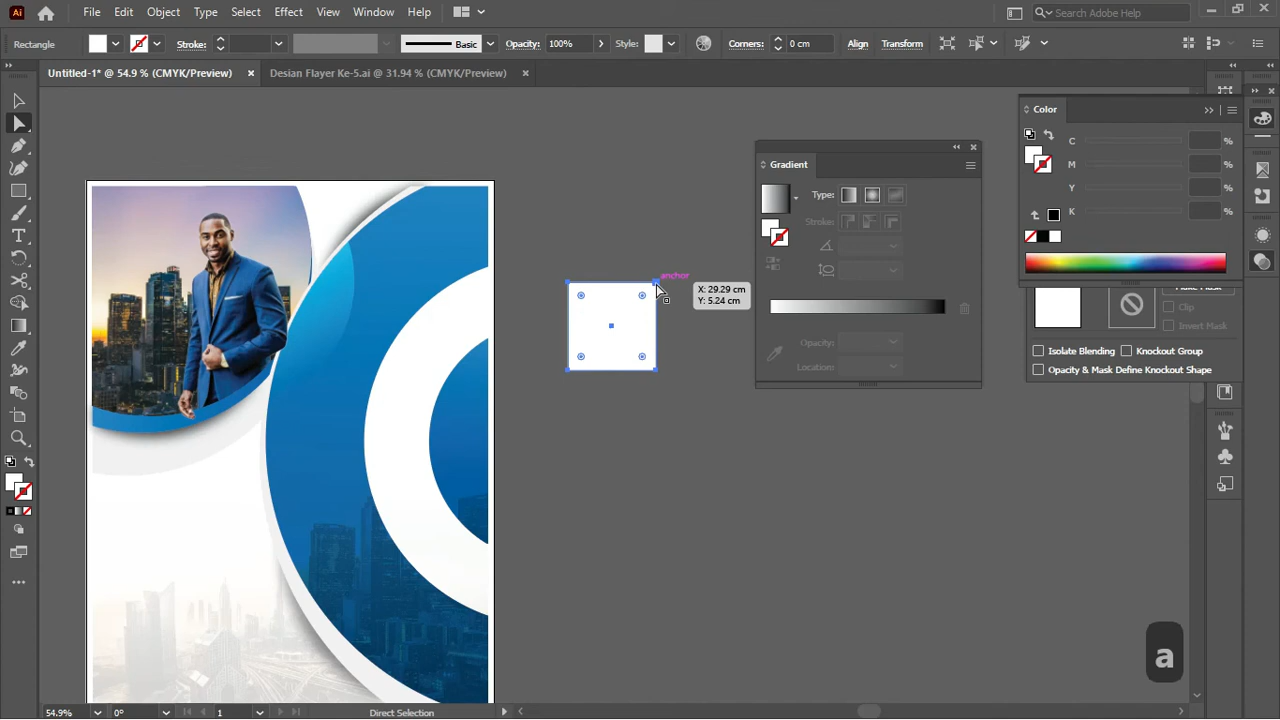 Ai File Edit Object Type Select Effect View Window Help Search Adobe Help
Rectangle Stroke: Basic Opacity: 100% Style: Corners: 0 cm Align Transform
Untitled-1* @ 54.9 % (CMYK/Preview) × Desian Flayer Ke-5.ai @ 31.94 % (CMYK/Preview) ×
Color
C %
M %
Y %
K %
Gradient
Type:
Stroke:
Opacity:
Location:
anchor
X: 29.29 cm
Y: 5.24 cm
Make Mask
Clip
Invert Mask
Isolate Blending Knockout Group
Opacity & Mask Define Knockout Shape
a
54.9% 0° 1 Direct Selection